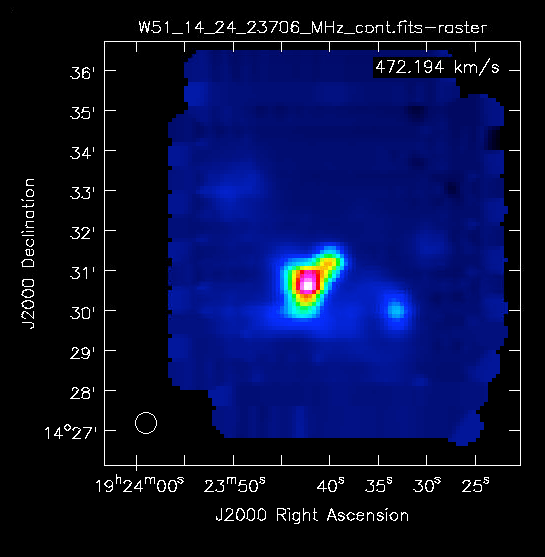 W51_14_24_23706_MHz_cont.fits-raster
472.194 km/s
36'
35'
34'
33'
32'
31'
30'
29'
28'
14°27'
19ʰ24ᵐ00ˢ 23ᵐ50ˢ 40ˢ 35ˢ 30ˢ 25ˢ
J2000 Right Ascension
J2000 Declination